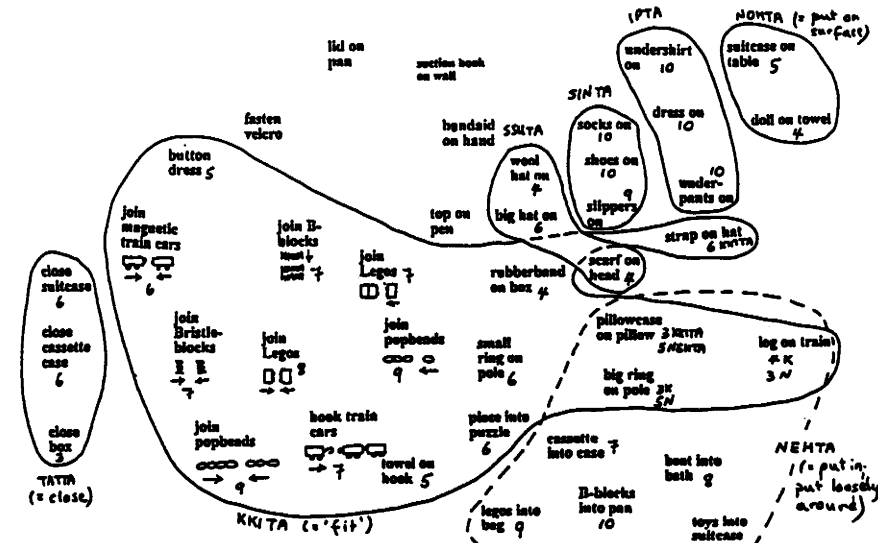 IPTA
NOHTA (= put on
surface)
lid on
pan
suction hook
on wall
undershirt
on 10
suitcase on
table 5
SINTA
fasten
velcro
bandaid
on hand
SSUTA
socks on
10
dress on
10
doll on towel
4
button
dress 5
wool
hat on
4
shoes on
10
10
under-
pants on
9
slippers
on
join
magnetic
train cars
6
join B-
blocks
7
top on
pen
big hat on
6
strap on hat
6 KKITA
close
suitcase
6
join
Legos 7
rubberband
on box 4
scarf on
head 4
close
cassette
case
6
join
Bristle-
blocks
7
join
Legos
8
join
popbeads
9
small
ring on
pole 6
pillowcase
on pillow 3 KKITA
5 NEHTA
log on train
4 K
3 N
big ring
on pole 3K
5N
close
box
3
join
popbeads
9
hook train
cars
7
towel on
hook 5
piece into
puzzle
6
cassette
into case 7
boat into
bath 8
NEHTA
(= put in,
put loosely
around)
TATTA
(= close)
KKITA (= 'fit')
legos into
bag 9
B-blocks
into pan
10
toys into
suitcase